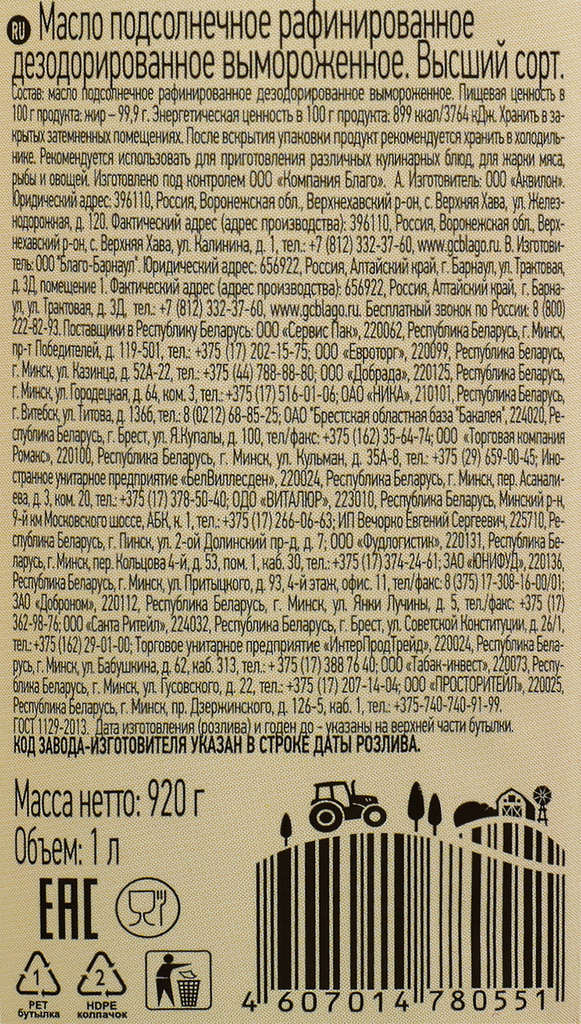 RU Масло подсолнечное рафинированное
дезодорированное вымороженное. Высший сорт.
Состав: масло подсолнечное рафинированное дезодорированное вымороженное. Пищевая ценность в
100 г продукта: жир – 99,9 г. Энергетическая ценность в 100 г продукта: 899 ккал/3764 кДж. Хранить в за-
крытых затемненных помещениях. После вскрытия упаковки продукт рекомендуется хранить в холодиль-
нике. Рекомендуется использовать для приготовления различных кулинарных блюд, для жарки мяса,
рыбы и овощей. Изготовлено под контролем ООО «Компания Благо». А. Изготовитель: ООО «Аквилон».
Юридический адрес: 396110, Россия, Воронежская обл., Верхнехавский р-он, с. Верхняя Хава, ул. Желез-
нодорожная, д. 120. Фактический адрес (адрес производства): 396110, Россия, Воронежская обл., Верх-
нехавский р-он, с. Верхняя Хава, ул. Калинина, д. 1, тел.: +7 (812) 332-37-60, www.gcblago.ru. В. Изготови-
тель: ООО "Благо-Барнаул". Юридический адрес: 656922, Россия, Алтайский край, г. Барнаул, ул. Трактовая,
д. 3Д, помещение 1. Фактический адрес (адрес производства): 656922, Россия, Алтайский край, г. Барна-
ул, ул. Трактовая, д. 3Д, тел.: +7 (812) 332-37-60, www.gcblago.ru. Бесплатный звонок по России: 8 (800)
222-82-93. Поставщики в Республику Беларусь: ООО «Сервис Пак», 220062, Республика Беларусь, г. Минск,
пр-т Победителей, д. 119-501, тел.: +375 (17) 202-15-75; ООО «Евроторг», 220099, Республика Беларусь,
г. Минск, ул. Казинца, д. 52А-22, тел.: +375 (44) 788-88-80; ООО «Добрада», 220125, Республика Беларусь,
г. Минск, ул. Городецкая, д. 64, ком. 3, тел.: +375 (17) 516-01-06; ОАО «НИКА», 210101, Республика Беларусь,
г. Витебск, ул. Титова, д. 136б, тел.: 8 (0212) 68-85-25; ОАО "Брестская областная база "Бакалея", 224020, Ре-
спублика Беларусь, г. Брест, ул. Я.Купалы, д. 100, тел/факс: +375 (162) 35-64-74; ООО «Торговая компания
Ромакс», 220100, Республика Беларусь, г. Минск, ул. Кульман, д. 35А-8, тел.: +375 (29) 659-00-45; Ино-
странное унитарное предприятие «БелВиллесден», 220024, Республика Беларусь, г. Минск, пер. Асанали-
ева, д. 3, ком. 20, тел.: +375 (17) 378-50-40; ОДО «ВИТАЛЮР», 223010, Республика Беларусь, Минский р-н,
9-й км Московского шоссе, АБК, к. 1, тел.: +375 (17) 266-06-63; ИП Вечорко Евгений Сергеевич, 225710, Ре-
спублика Беларусь, г. Пинск, ул. 2-ой Долинский пр-д, д. 7; ООО «Фудлогистик», 220131, Республика Бе-
ларусь, г. Минск, пер. Кольцова 4-й, д. 53, пом. 1, каб. 30, тел.: +375 (17) 374-24-61; ЗАО «ЮНИФУД», 220136,
Республика Беларусь, г. Минск, ул. Притыцкого, д. 93, 4-й этаж, офис. 11, тел/факс: 8 (375) 17-308-16-00/01;
ЗАО «Доброном», 220112, Республика Беларусь, г. Минск, ул. Янки Лучины, д. 5, тел./факс: +375 (17)
362-98-76; ООО «Санта Ритейл», 224032, Республика Беларусь, г. Брест, ул. Советской Конституции, д. 26/1,
тел.: +375 (162) 29-01-00; Торговое унитарное предприятие «ИнтерПродТрейд», 220024, Республика Бела-
русь, г. Минск, ул. Бабушкина, д. 62, каб. 313, тел.: + 375 (17) 388 76 40; ООО «Табак-инвест», 220073, Респу-
блика Беларусь, г. Минск, ул. Гусовского, д. 22, тел.: +375 (17) 207-14-04; ООО «ПРОСТОРИТЕЙЛ», 220025,
Республика Беларусь, г. Минск, пр. Дзержинского, д. 126-5, каб. 1, тел.: +375-740-740-91-99.
ГОСТ 1129-2013. Дата изготовления (розлива) и годен до - указаны на верхней части бутылки.
КОД ЗАВОДА-ИЗГОТОВИТЕЛЯ УКАЗАН В СТРОКЕ ДАТЫ РОЗЛИВА.
Масса нетто: 920 г
Объем: 1 л
EAC
1
2
PET
бутылка
HDPE
колпачок
4 607014 780551